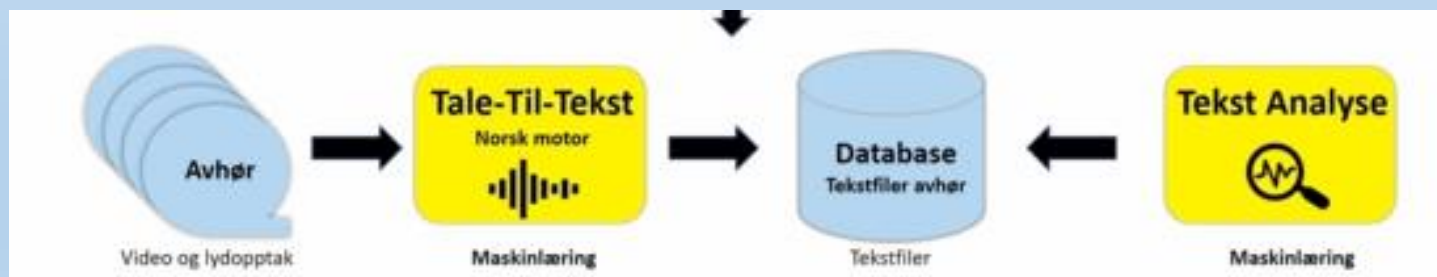 Avhør
Video og lydopptak
Tale-Til-Tekst
Norsk motor
Maskinlæring
Database
Tekstfiler avhør
Tekstfiler
Tekst Analyse
Maskinlæring